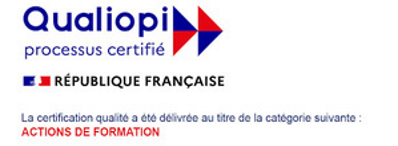 Qualiopi
processus certifié
RÉPUBLIQUE FRANÇAISE
La certification qualité a été délivrée au titre de la catégorie suivante :
ACTIONS DE FORMATION